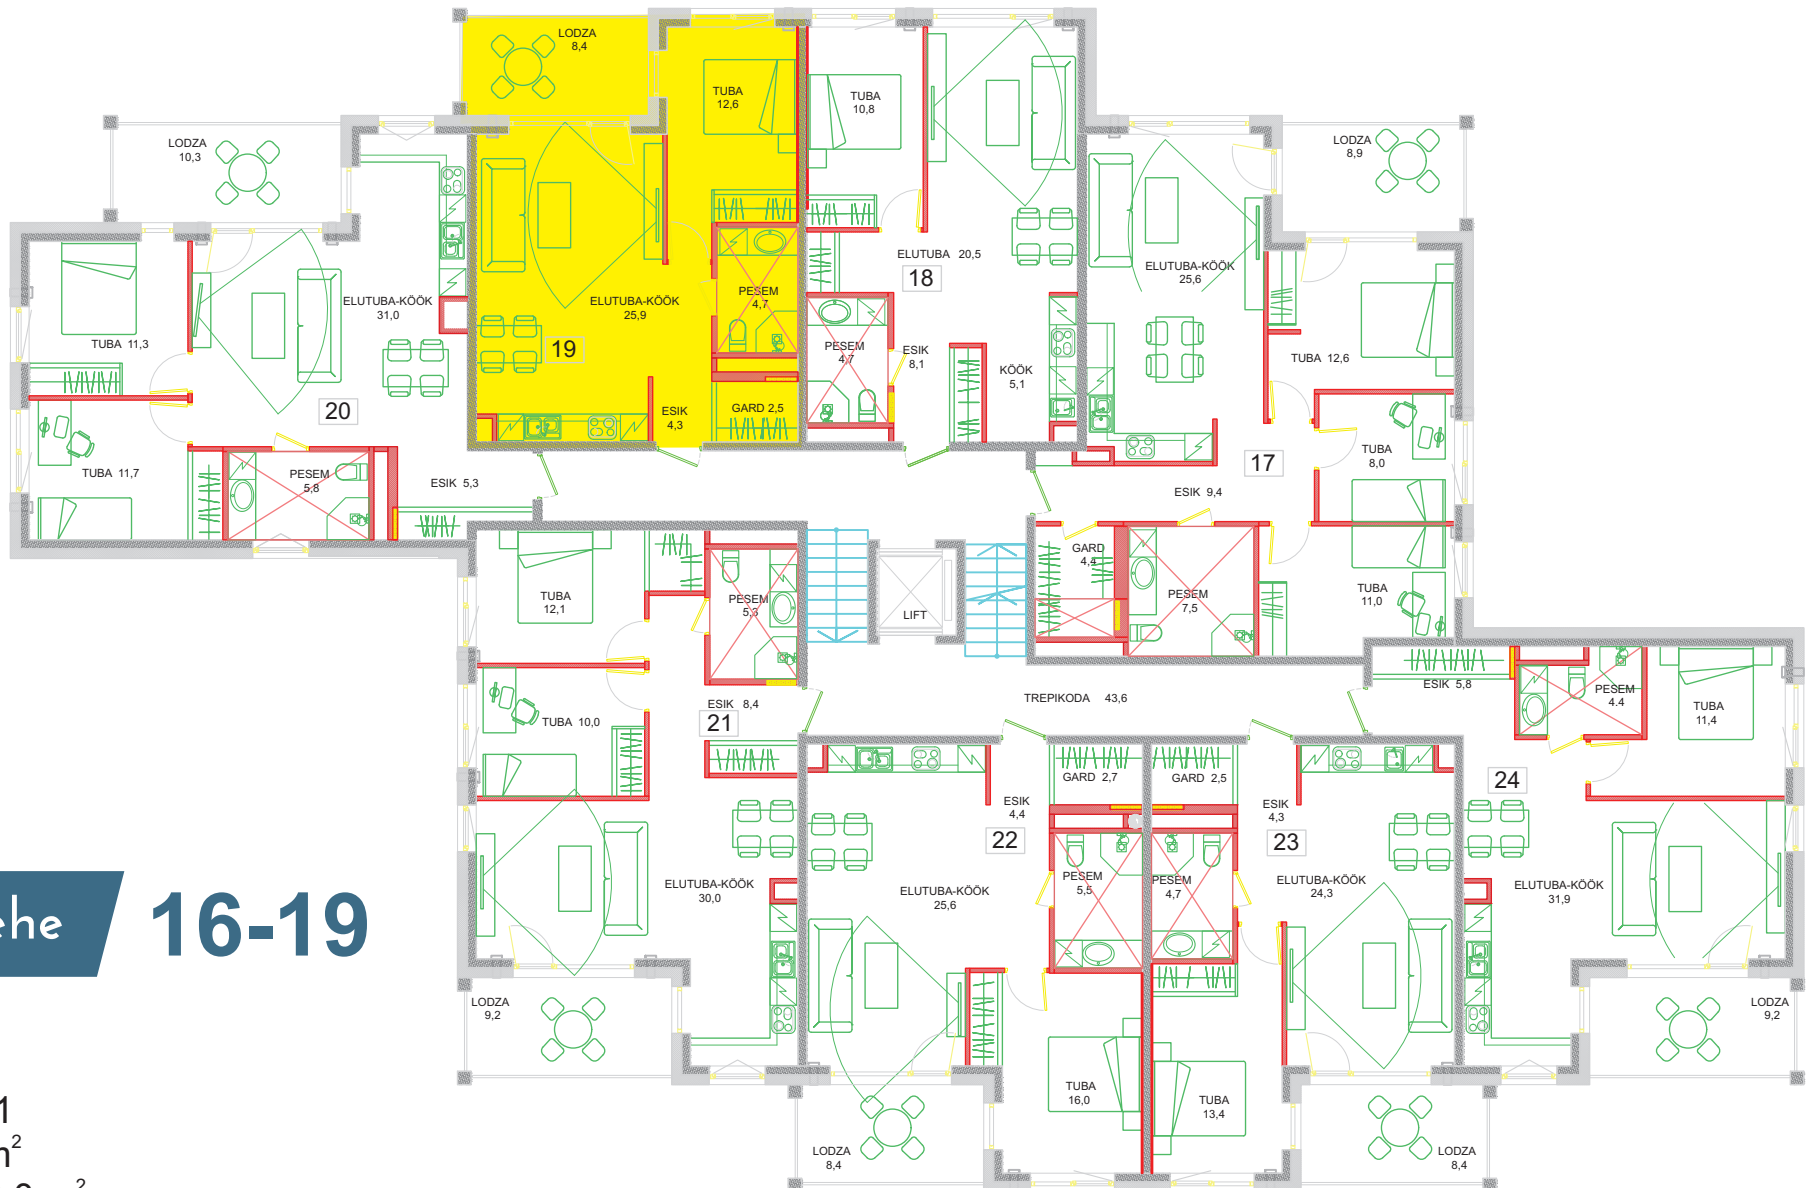 LODZA
8,4
TUBA
12,6
TUBA
10,8
LODZA
10,3
LODZA
8,9
ELUTUBA 20,5
18
ELUTUBA-KÖÖK
25,6
ELUTUBA-KÖÖK
31,0
ELUTUBA-KÖÖK
25,9
PESEM
4,7
TUBA 11,3
19
PESEM
4,7
ESIK
8,1
KÖÖK
5,1
TUBA 12,6
20
ESIK
4,3
GARD 2,5
TUBA 11,7
PESEM
5,8
ESIK 5,3
17
TUBA
8,0
ESIK 9,4
GARD
4,4
PESEM
7,5
TUBA
11,0
TUBA
12,1
PESEM
5,3
LIFT
TREPIKODA 43,6
ESIK 5,8
PESEM
4.4
TUBA
11,4
TUBA 10,0
ESIK 8,4
21
GARD 2,7
GARD 2,5
24
ESIK
4,4
ESIK
4,3
22
23
ELUTUBA-KÖÖK
30,0
ELUTUBA-KÖÖK
25,6
PESEM
5,5
PESEM
4,7
ELUTUBA-KÖÖK
24,3
ELUTUBA-KÖÖK
31,9
ehe
16-19
LODZA
9,2
LODZA
9,2
TUBA
16,0
TUBA
13,4
LODZA
8,4
LODZA
8,4
1
m²
2